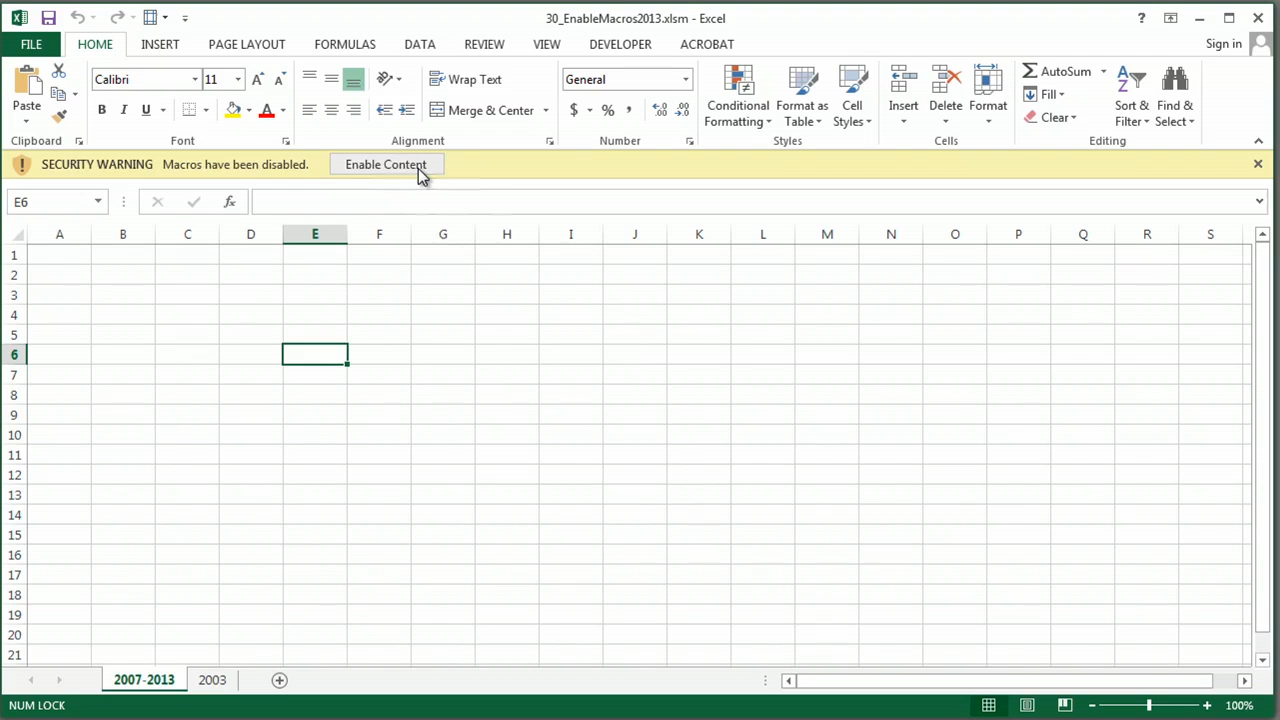 30_EnableMacros2013.xlsm - Excel
FILE HOME INSERT PAGE LAYOUT FORMULAS DATA REVIEW VIEW DEVELOPER ACROBAT Sign in
Calibri 11 Wrap Text General AutoSum
Paste B I U Merge & Center $ % , Conditional Formatting Format as Table Cell Styles Insert Delete Format Fill Sort & Filter Find & Select
Clear
Clipboard Font Alignment Number Styles Cells Editing
SECURITY WARNING Macros have been disabled. Enable Content
E6 fx
A B C D E F G H I J K L M N O P Q R S
1
2
3
4
5
6
7
8
9
10
11
12
13
14
15
16
17
18
19
20
21
2007-2013 2003
NUM LOCK 100%